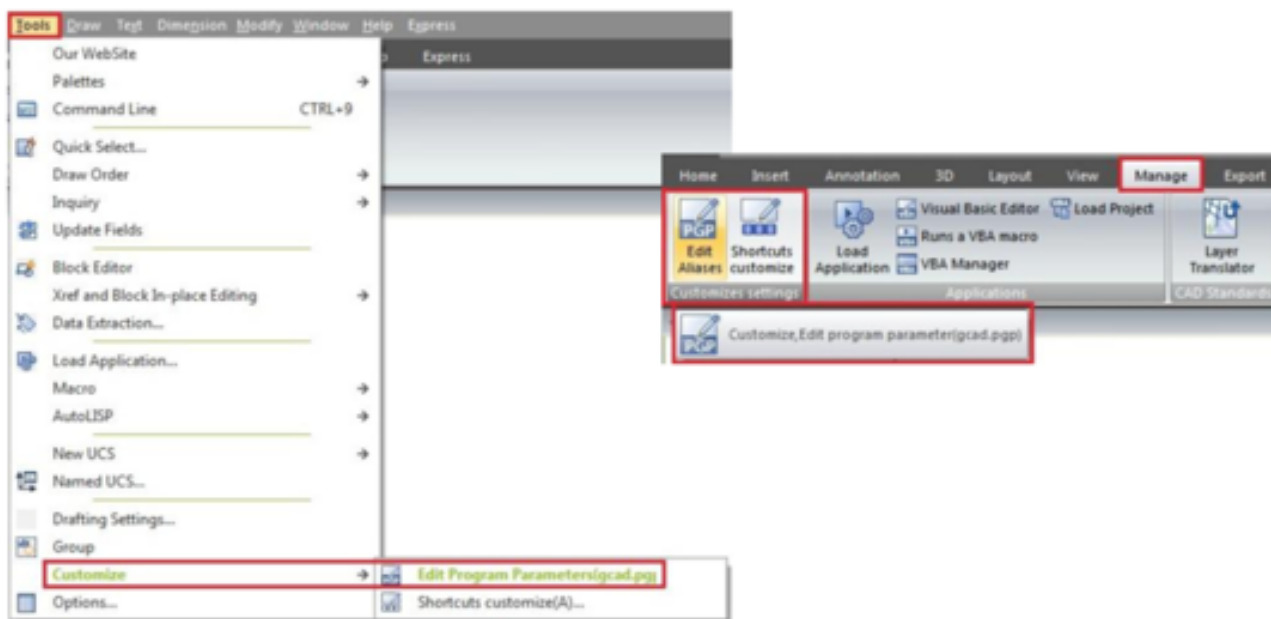 Tools Draw Text Dimension Modify Window Help Express
Express
Our WebSite
Palettes
Command Line CTRL+9
Quick Select...
Draw Order
Inquiry
Update Fields
Block Editor
Xref and Block In-place Editing
Data Extraction...
Load Application...
Macro
AutoLISP
New UCS
Named UCS...
Drafting Settings...
Group
Customize
Options...
Edit Program Parameters(gcad.pgp
Shortcuts customize(A)...
Home Insert Annotation 3D Layout View Manage Export
PGP
Edit
Aliases
Shortcuts
customize
Customizes settings
Load
Application
Visual Basic Editor
Runs a VBA macro
VBA Manager
Load Project
Applications
Layer
Translator
CAD Standards
PGP
Customize,Edit program parameter(gcad.pgp)